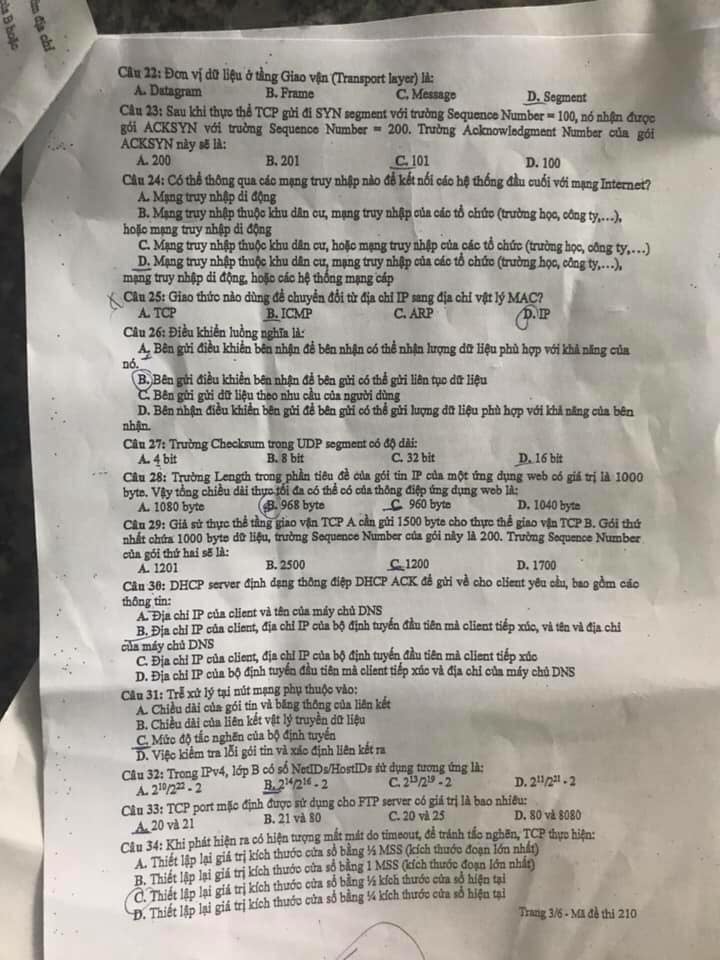 ăm địa chỉ
ủa B hoặc
Câu 22: Đơn vị dữ liệu ở tầng Giao vận (Transport layer) là:
A. Datagram B. Frame C. Message D. Segment
Câu 23: Sau khi thực thể TCP gửi đi SYN segment với trường Sequence Number = 100, nó nhận được
gói ACKSYN với trường Sequence Number = 200. Trường Acknowledgment Number của gói
ACKSYN này sẽ là:
A. 200 B. 201 C. 101 D. 100
Câu 24: Có thể thông qua các mạng truy nhập nào để kết nối các hệ thống đầu cuối với mạng Internet?
A. Mạng truy nhập di động
B. Mạng truy nhập thuộc khu dân cư, mạng truy nhập của các tổ chức (trường học, công ty,...),
hoặc mạng truy nhập di động
C. Mạng truy nhập thuộc khu dân cư, hoặc mạng truy nhập của các tổ chức (trường học, công ty,...)
D. Mạng truy nhập thuộc khu dân cư, mạng truy nhập của các tổ chức (trường học, công ty,...),
mạng truy nhập di động, hoặc các hệ thống mạng cáp
Câu 25: Giao thức nào dùng để chuyển đổi từ địa chỉ IP sang địa chỉ vật lý MAC?
A. TCP B. ICMP C. ARP D. IP
Câu 26: Điều khiển luồng nghĩa là:
A. Bên gửi điều khiển bên nhận để bên nhận có thể nhận lượng dữ liệu phù hợp với khả năng của
nó.
B. Bên gửi điều khiển bên nhận để bên gửi có thể gửi liên tục dữ liệu
C. Bên gửi gửi dữ liệu theo nhu cầu của người dùng
D. Bên nhận điều khiển bên gửi để bên gửi có thể gửi lượng dữ liệu phù hợp với khả năng của bên
nhận.
Câu 27: Trường Checksum trong UDP segment có độ dài:
A. 4 bit B. 8 bit C. 32 bit D. 16 bit
Câu 28: Trường Length trong phần tiêu đề của gói tin IP của một ứng dụng web có giá trị là 1000
byte. Vậy tổng chiều dài thực tối đa có thể có của thông điệp ứng dụng web là:
A. 1080 byte B. 968 byte C. 960 byte D. 1040 byte
Câu 29: Giả sử thực thể tầng giao vận TCP A cần gửi 1500 byte cho thực thể giao vận TCP B. Gói thứ
nhất chứa 1000 byte dữ liệu, trường Sequence Number của gói này là 200. Trường Sequence Number
của gói thứ hai sẽ là:
A. 1201 B. 2500 C. 1200 D. 1700
Câu 30: DHCP server định dạng thông điệp DHCP ACK để gửi về cho client yêu cầu, bao gồm các
thông tin:
A. Địa chỉ IP của client và tên của máy chủ DNS
B. Địa chỉ IP của client, địa chỉ IP của bộ định tuyến đầu tiên mà client tiếp xúc, và tên và địa chỉ
của máy chủ DNS
C. Địa chỉ IP của client, địa chỉ IP của bộ định tuyến đầu tiên mà client tiếp xúc
D. Địa chỉ IP của bộ định tuyến đầu tiên mà client tiếp xúc và địa chỉ của máy chủ DNS
Câu 31: Trễ xử lý tại nút mạng phụ thuộc vào:
A. Chiều dài của gói tin và băng thông của liên kết
B. Chiều dài của liên kết vật lý truyền dữ liệu
C. Mức độ tắc nghẽn của bộ định tuyến
D. Việc kiểm tra lỗi gói tin và xác định liên kết ra
Câu 32: Trong IPv4, lớp B có số NetIDs/HostIDs sử dụng tương ứng là:
A. 2¹⁰/2²² - 2 B. 2¹⁴/2¹⁶ - 2 C. 2¹³/2¹⁹ - 2 D. 2¹¹/2²¹ - 2
Câu 33: TCP port mặc định được sử dụng cho FTP server có giá trị là bao nhiêu:
A. 20 và 21 B. 21 và 80 C. 20 và 25 D. 80 và 8080
Câu 34: Khi phát hiện ra có hiện tượng mất mát do timeout, để tránh tắc nghẽn, TCP thực hiện:
A. Thiết lập lại giá trị kích thước cửa sổ bằng ½ MSS (kích thước đoạn lớn nhất)
B. Thiết lập lại giá trị kích thước cửa sổ bằng 1 MSS (kích thước đoạn lớn nhất)
C. Thiết lập lại giá trị kích thước cửa sổ bằng ½ kích thước cửa sổ hiện tại
D. Thiết lập lại giá trị kích thước cửa sổ bằng ¼ kích thước cửa sổ hiện tại
Trang 3/6 - Mã đề thi 210